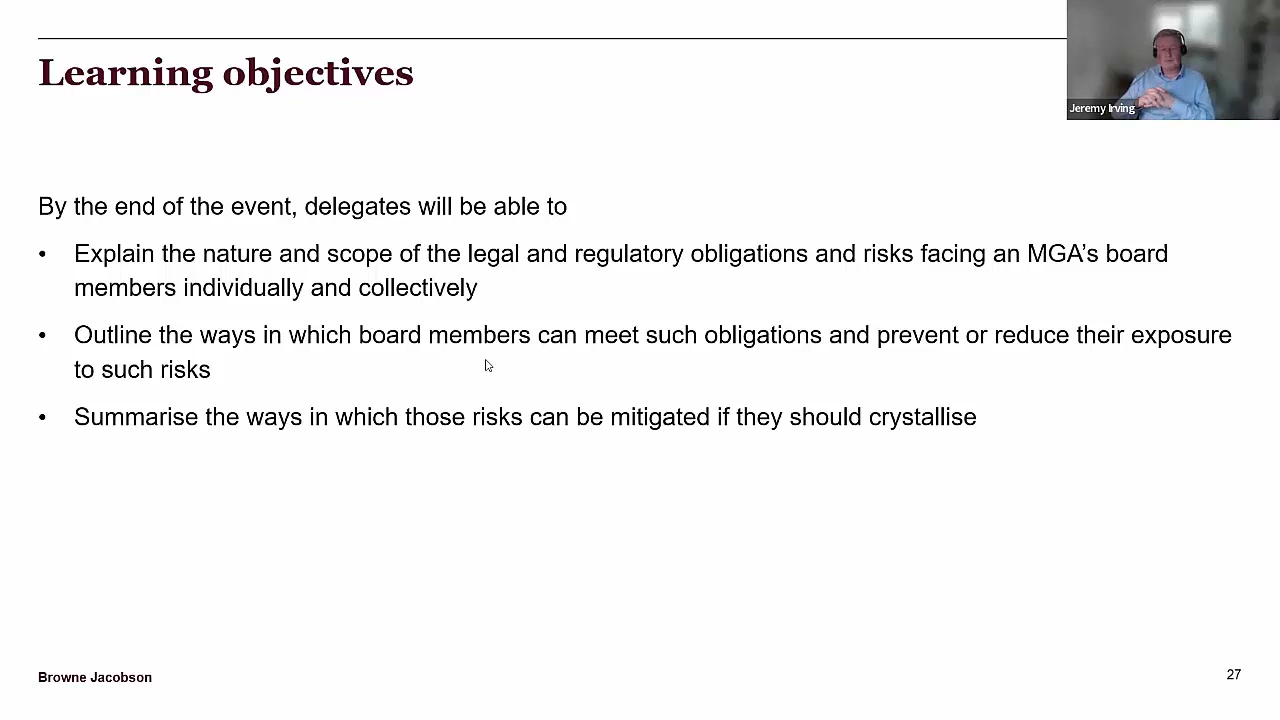 Learning objectives
Jeremy Irving
By the end of the event, delegates will be able to
• Explain the nature and scope of the legal and regulatory obligations and risks facing an MGA’s board
members individually and collectively
• Outline the ways in which board members can meet such obligations and prevent or reduce their exposure
to such risks
• Summarise the ways in which those risks can be mitigated if they should crystallise
Browne Jacobson
27